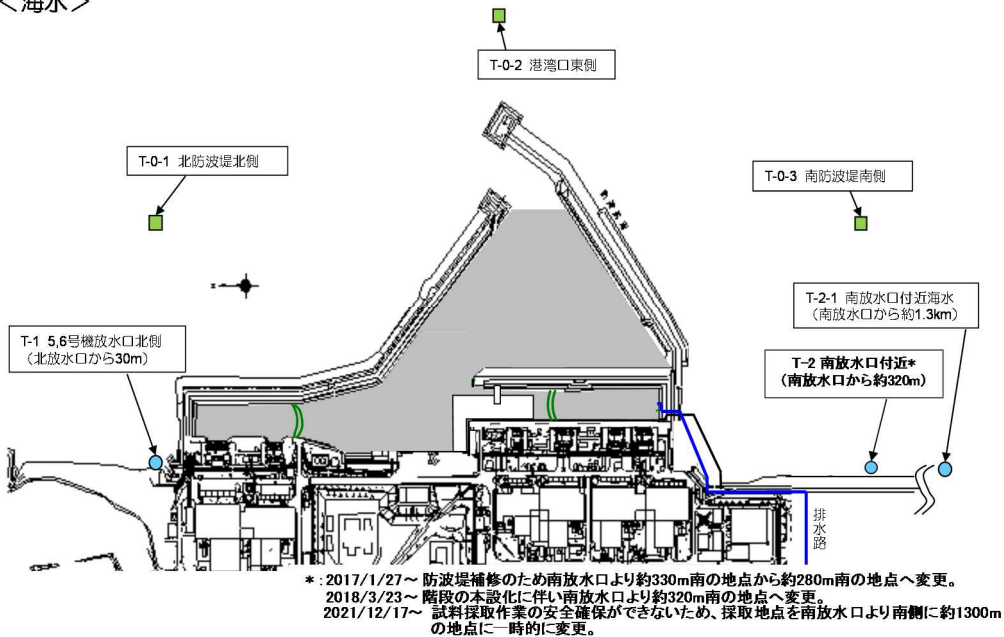 ＜海水＞
T-0-2 港湾口東側
T-0-1 北防波堤北側
T-0-3 南防波堤南側
T-2-1 南放水口付近海水
（南放水口から約1.3km）
T-1 5,6号機放水口北側
（北放水口から30m）
T-2 南放水口付近*
（南放水口から約320m）
排水路
*：2017/1/27～ 防波堤補修のため南放水口より約330m南の地点から約280m南の地点へ変更。
2018/3/23～ 階段の本設化に伴い南放水口より約320m南の地点へ変更。
2021/12/17～ 試料採取作業の安全確保ができないため、採取地点を南放水口より南側に約1300m
の地点に一時的に変更。